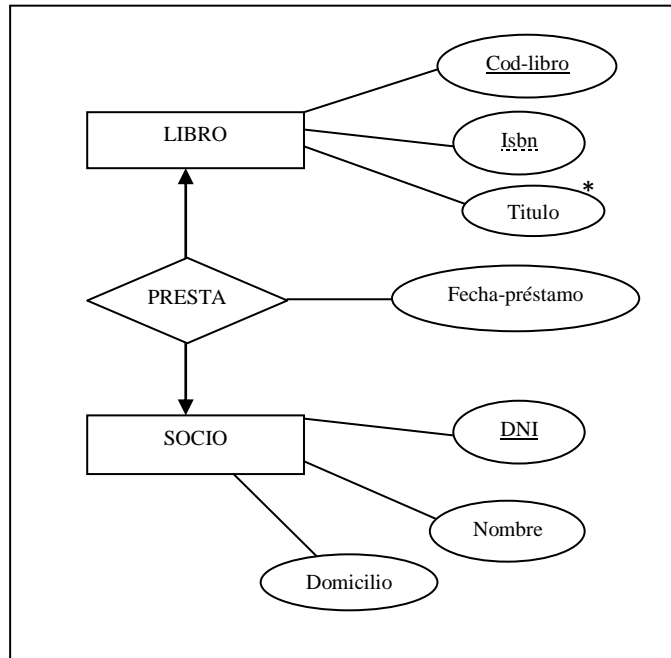 Cod-libro
LIBRO
Isbn
Titulo*
PRESTA
Fecha-préstamo
SOCIO
DNI
Nombre
Domicilio